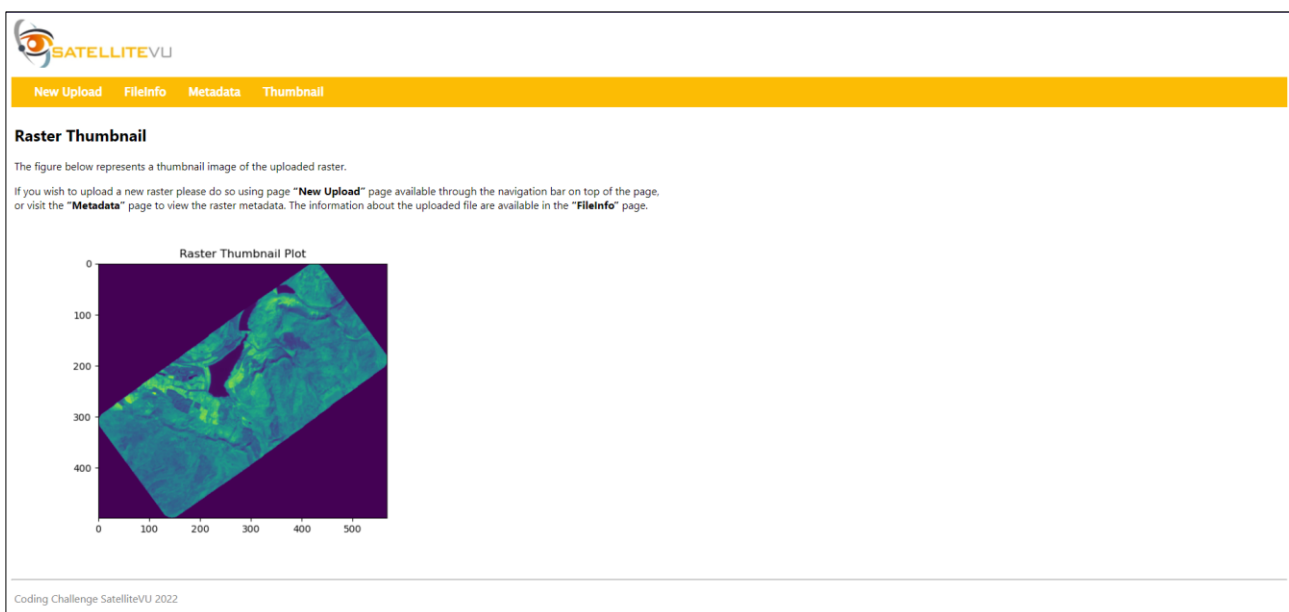 SATELLITEVU
New Upload FileInfo Metadata Thumbnail
Raster Thumbnail
The figure below represents a thumbnail image of the uploaded raster.
If you wish to upload a new raster please do so using page "New Upload" page available through the navigation bar on top of the page,
or visit the "Metadata" page to view the raster metadata. The information about the uploaded file are available in the "FileInfo" page.
Raster Thumbnail Plot
0
100
200
300
400
0 100 200 300 400 500
Coding Challenge SatelliteVU 2022